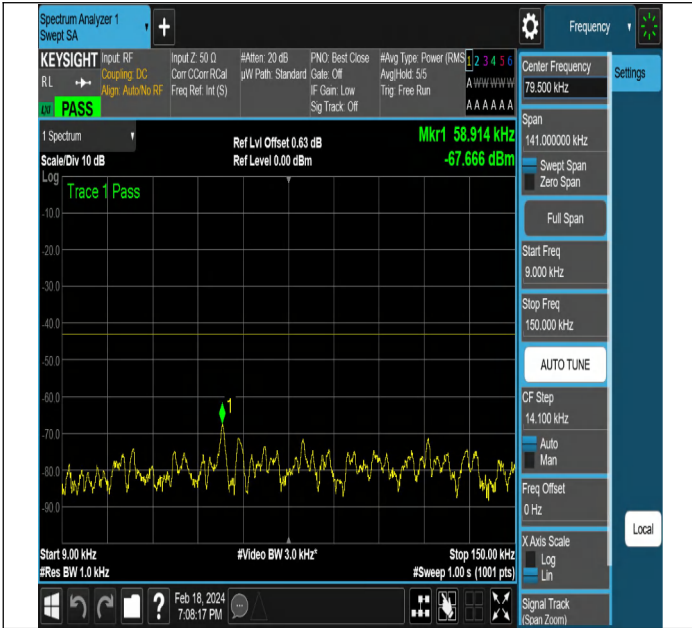 Spectrum Analyzer 1
Swept SA
Frequency
KEYSIGHT
RL
PASS
Input: RF
Coupling: DC
Align: Auto/No RF
Input Z: 50 Ω
Corr CCorr RCal
Freq Ref: Int (S)
#Atten: 20 dB
µW Path: Standard
PNO: Best Close
Gate: Off
IF Gain: Low
Sig Track: Off
#Avg Type: Power (RMS
Avg|Hold: 5/5
Trig: Free Run
1 2 3 4 5 6
A W W W W W
A A A A A A
1 Spectrum
Scale/Div 10 dB
Log
Ref Lvl Offset 0.63 dB
Ref Level 0.00 dBm
Mkr1 58.914 kHz
-67.666 dBm
Trace 1 Pass
-10.0
-20.0
-30.0
-40.0
-50.0
-60.0
-70.0
-80.0
-90.0
1
Start 9.00 kHz
#Res BW 1.0 kHz
#Video BW 3.0 kHz*
Stop 150.00 kHz
#Sweep 1.00 s (1001 pts)
?
Feb 18, 2024
7:08:17 PM
Center Frequency
79.500 kHz
Settings
Span
141.000000 kHz
Swept Span
Zero Span
Full Span
Start Freq
9.000 kHz
Stop Freq
150.000 kHz
AUTO TUNE
CF Step
14.100 kHz
Auto
Man
Freq Offset
0 Hz
Local
X Axis Scale
Log
Lin
Signal Track
(Span Zoom)